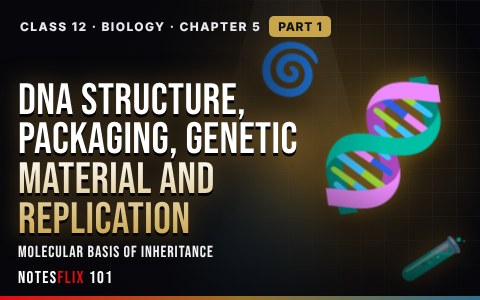 CLASS 12 · BIOLOGY · CHAPTER 5 PART 1
DNA STRUCTURE,
PACKAGING, GENETIC
MATERIAL AND
REPLICATION
MOLECULAR BASIS OF INHERITANCE
NOTESFLIX 101